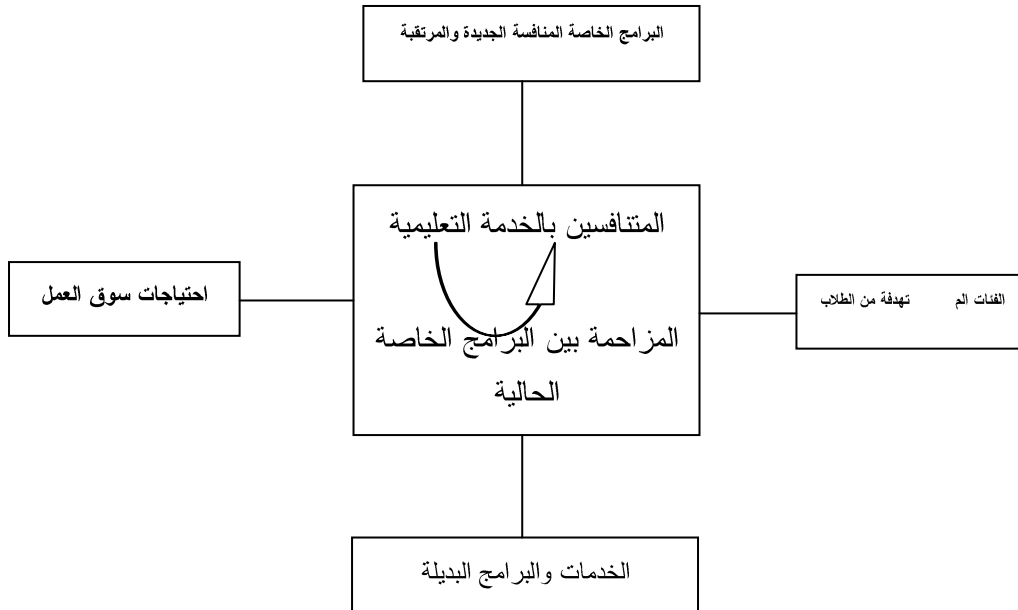 البرامج الخاصة المنافسة الجديدة والمرتقبة
المتنافسين بالخدمة التعليمية
احتياجات سوق العمل
الفئات الم تهدفة من الطلاب
المزاحمة بين البرامج الخاصة
الحالية
الخدمات والبرامج البديلة